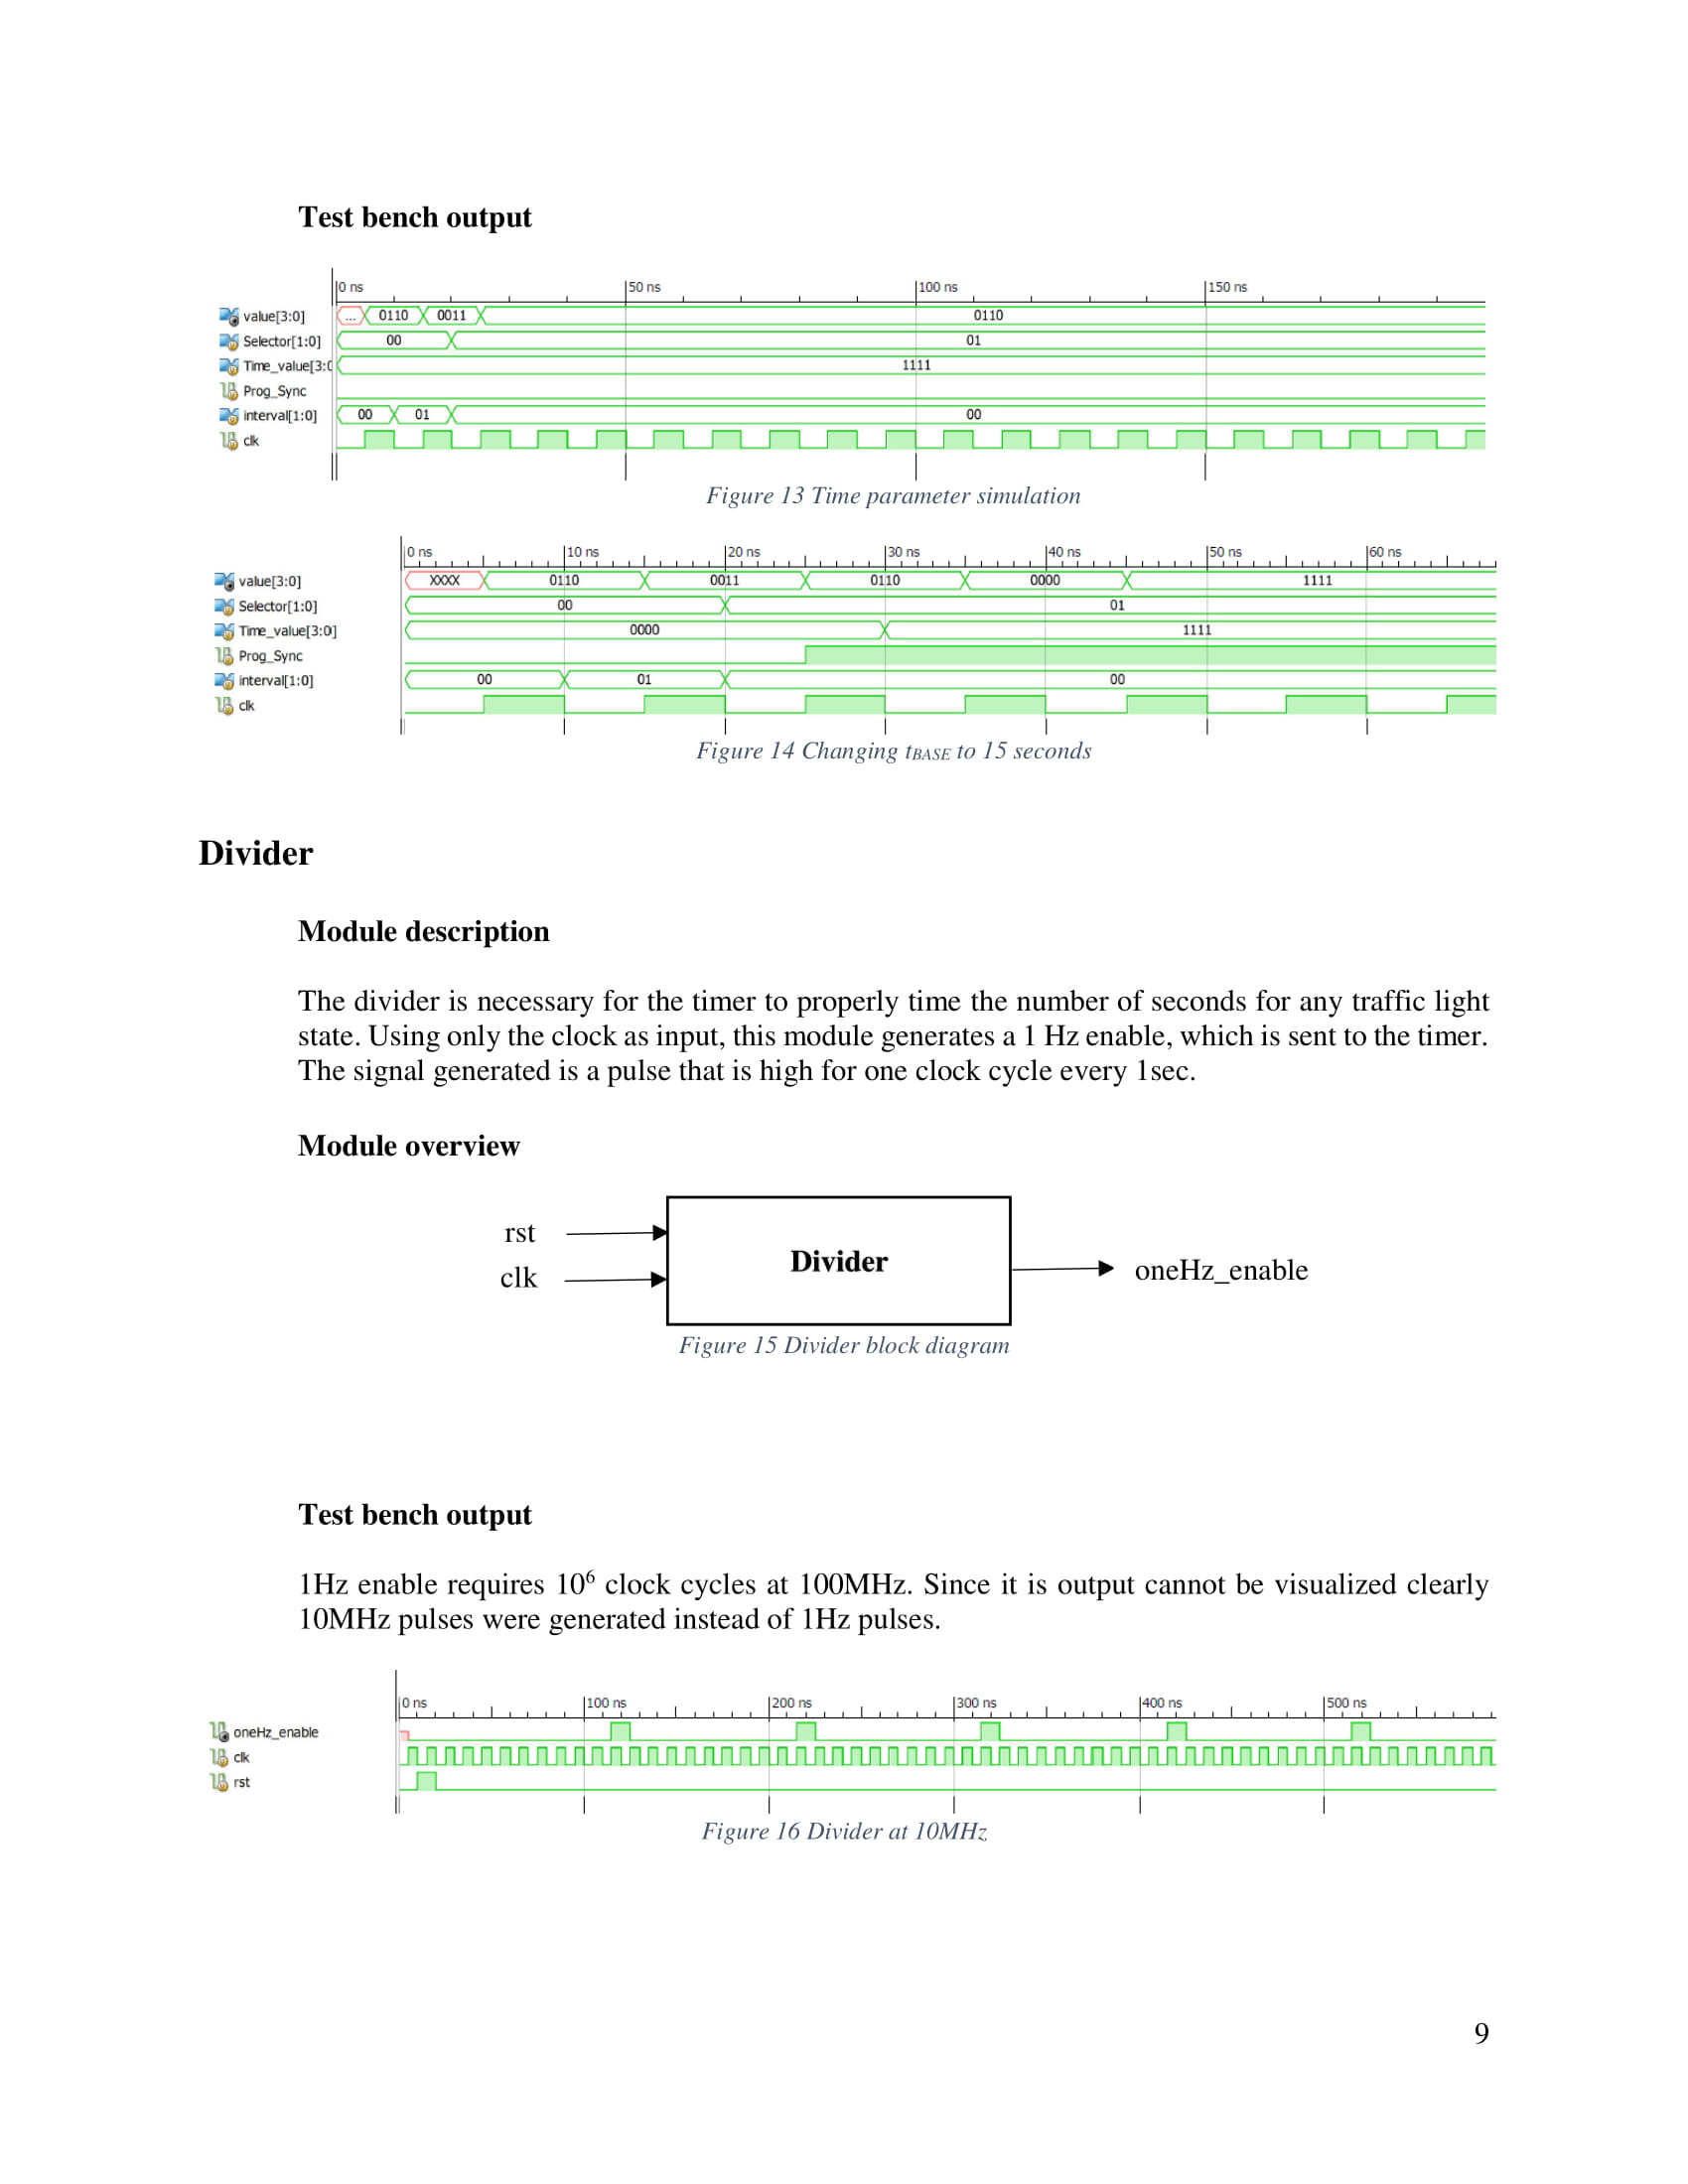 Test bench output
0 ns 50 ns 100 ns 150 ns
value[3:0] ... 0110 0011 0110
Selector[1:0] 00 01
Time_value[3:0 1111
Prog_Sync
interval[1:0] 00 01 00
clk
Figure 13 Time parameter simulation
0 ns 10 ns 20 ns 30 ns 40 ns 50 ns 60 ns
value[3:0] XXXX 0110 0011 0110 0000 1111
Selector[1:0] 00 01
Time_value[3:0] 0000 1111
Prog_Sync
interval[1:0] 00 01 00
clk
Figure 14 Changing tBASE to 15 seconds
Divider
Module description
The divider is necessary for the timer to properly time the number of seconds for any traffic light
state. Using only the clock as input, this module generates a 1 Hz enable, which is sent to the timer.
The signal generated is a pulse that is high for one clock cycle every 1sec.
Module overview
rst
clk
Divider
oneHz_enable
Figure 15 Divider block diagram
Test bench output
1Hz enable requires 10⁶ clock cycles at 100MHz. Since it is output cannot be visualized clearly
10MHz pulses were generated instead of 1Hz pulses.
0 ns 100 ns 200 ns 300 ns 400 ns 500 ns
oneHz_enable
clk
rst
Figure 16 Divider at 10MHz
9